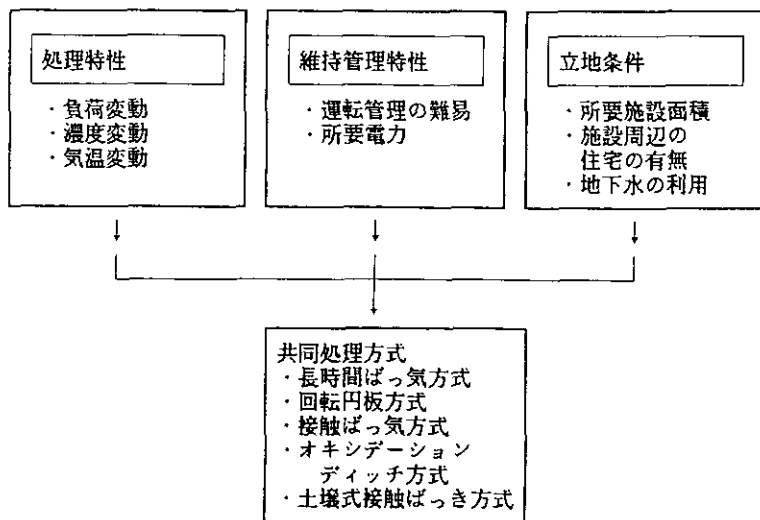 処理特性
・負荷変動
・濃度変動
・気温変動
維持管理特性
・運転管理の難易
・所要電力
立地条件
・所要施設面積
・施設周辺の
住宅の有無
・地下水の利用
共同処理方式
・長時間ばっ気方式
・回転円板方式
・接触ばっ気方式
・オキシデーション
ディッチ方式
・土壌式接触ばっき方式